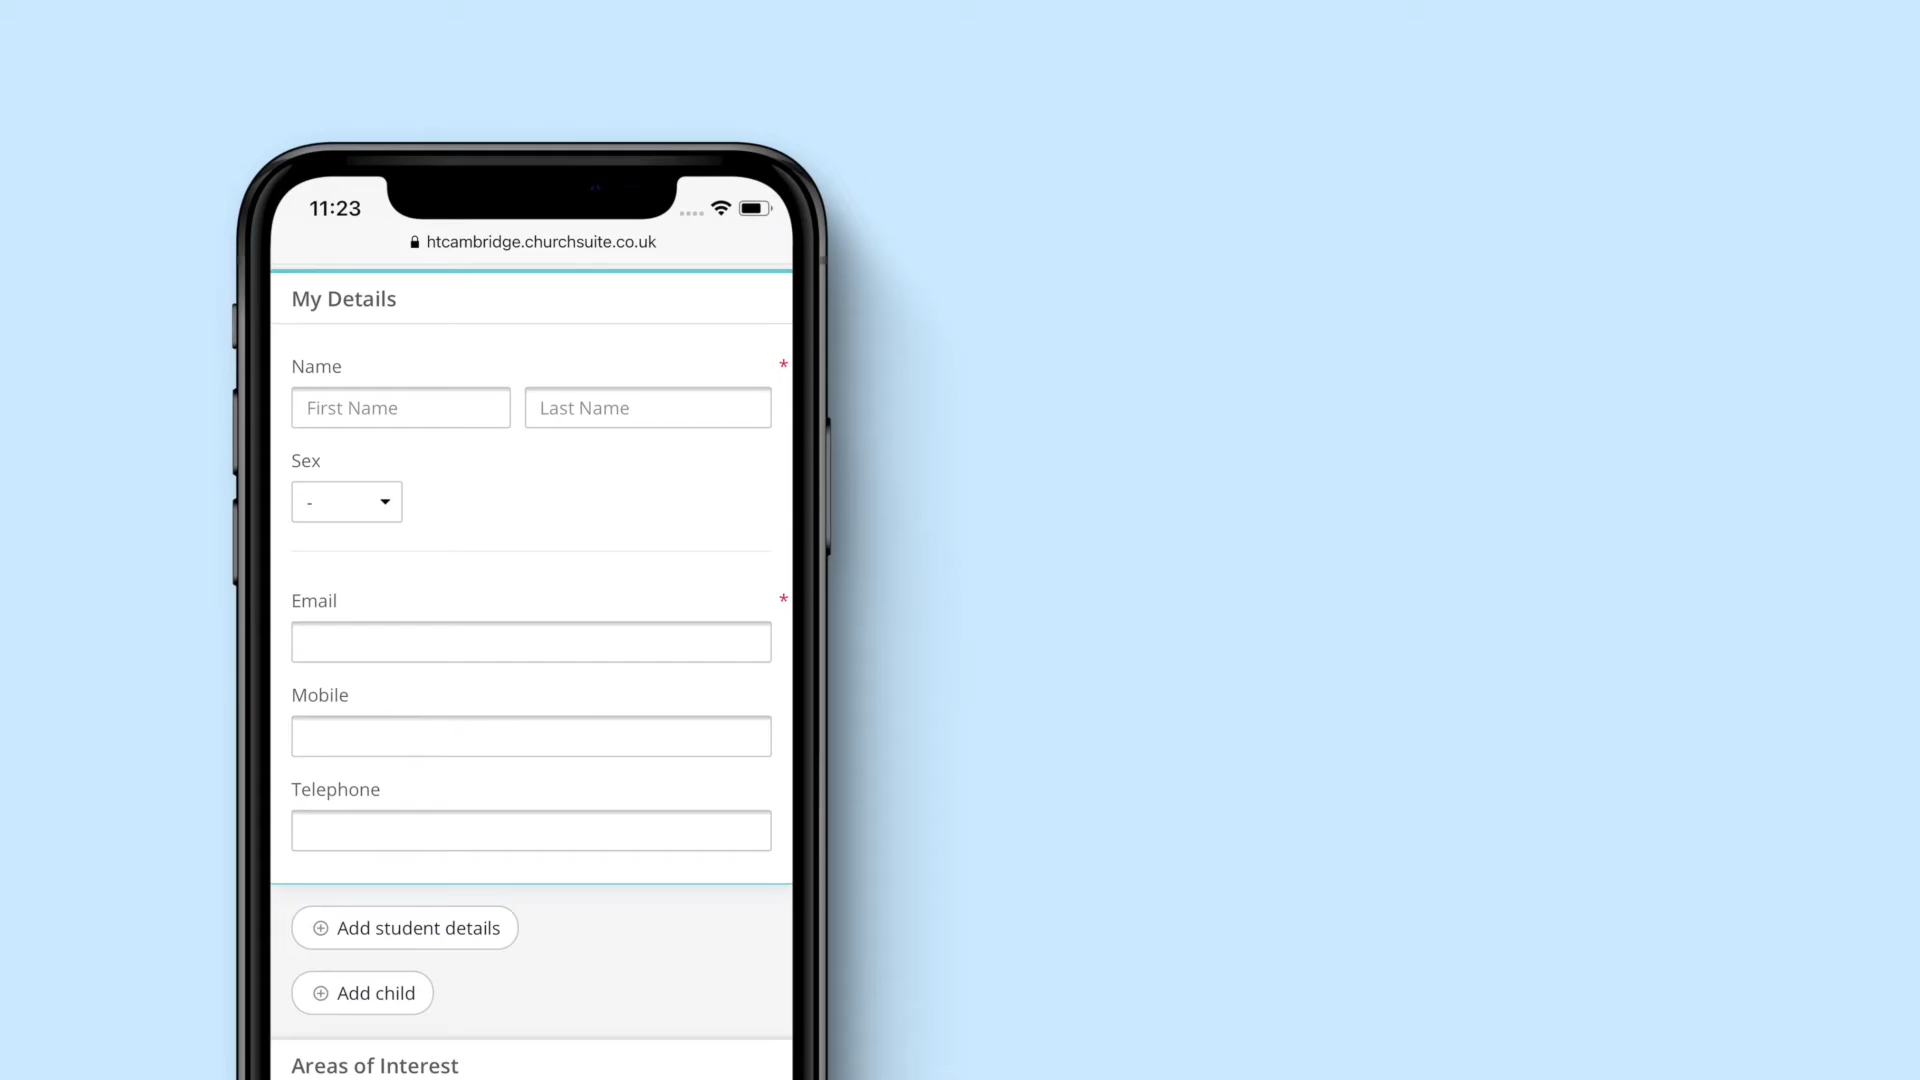 11:23
htcambridge.churchsuite.co.uk
My Details
Name *
First Name Last Name
Sex
-
Email *
Mobile
Telephone
Add student details
Add child
Areas of Interest